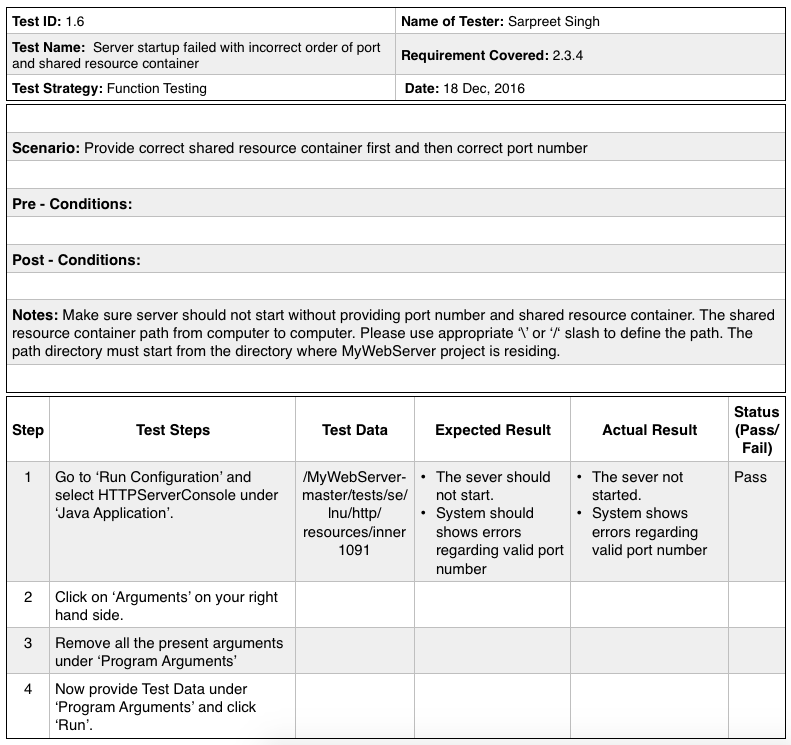 Test ID: 1.6
Name of Tester: Sarpreet Singh
Test Name:  Server startup failed with incorrect order of port
and shared resource container
Requirement Covered: 2.3.4
Test Strategy: Function Testing
Date: 18 Dec, 2016
Scenario: Provide correct shared resource container first and then correct port number
Pre - Conditions:
Post - Conditions:
Notes: Make sure server should not start without providing port number and shared resource container. The shared
resource container path from computer to computer. Please use appropriate ‘\’ or ‘/‘ slash to define the path. The
path directory must start from the directory where MyWebServer project is residing.
Step
Test Steps
Test Data
Expected Result
Actual Result
Status
(Pass/
Fail)
1
Go to ‘Run Configuration’ and
select HTTPServerConsole under
‘Java Application’.
/MyWebServer-
master/tests/se/
lnu/http/
resources/inner
1091
• The sever should
not start.
• System should
shows errors
regarding valid port
number
• The sever not
started.
• System shows
errors regarding
valid port number
Pass
2
Click on ‘Arguments’ on your right
hand side.
3
Remove all the present arguments
under ‘Program Arguments’
4
Now provide Test Data under
‘Program Arguments’ and click
‘Run’.